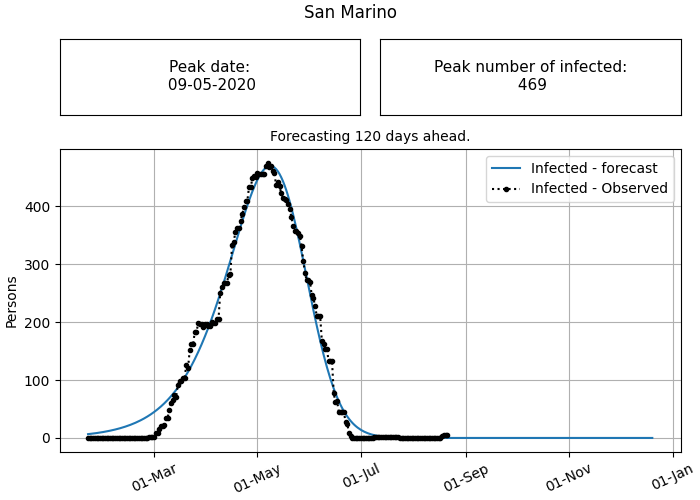 San Marino
Peak date:
09-05-2020
Peak number of infected:
469
Forecasting 120 days ahead.
Infected - forecast
Infected - Observed
Persons
400
300
200
100
0
01-Mar
01-May
01-Jul
01-Sep
01-Nov
01-Jan